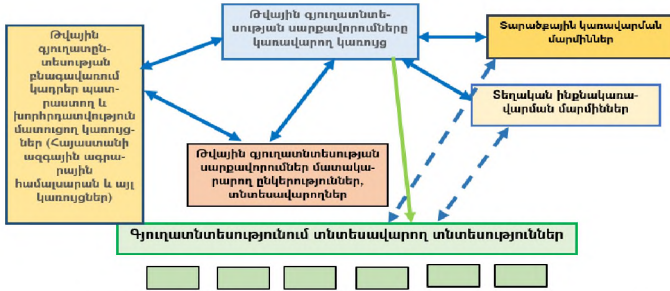 Թվային
գյուղատըն-
տեսության
բնագավառում
կադրեր պատ-
րաստող և
խորհրդատվություն
մատուցող կառույց-
ներ (Հայաստանի
ազգային ագրա-
րային
համալսարան և այլ
կառույցներ)
Թվային գյուղատնտե-
սության սարքավորումները
կառավարող կառույց
Տարածքային կառավարման
մարմիններ
Տեղական ինքնակառա-
վարման մարմիններ
Թվային գյուղատնտեսության
սարքավորումներ մատակա-
րարող ընկերություններ,
տնտեսավարողներ
Գյուղատնտեսությունում տնտեսավարող տնտեսություններ